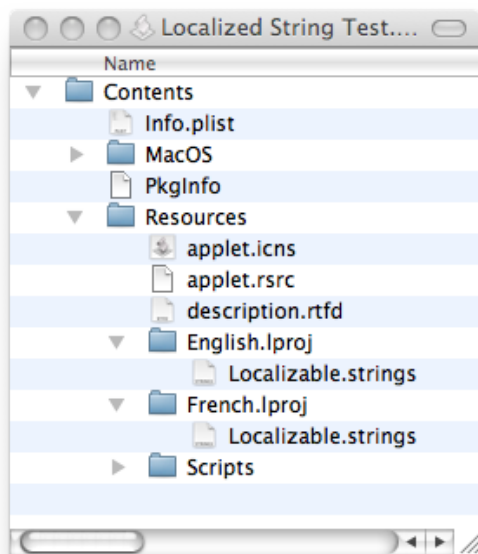 Localized String Test....
Name
Contents
Info.plist
MacOS
PkgInfo
Resources
applet.icns
applet.rsrc
description.rtfd
English.lproj
Localizable.strings
French.lproj
Localizable.strings
Scripts